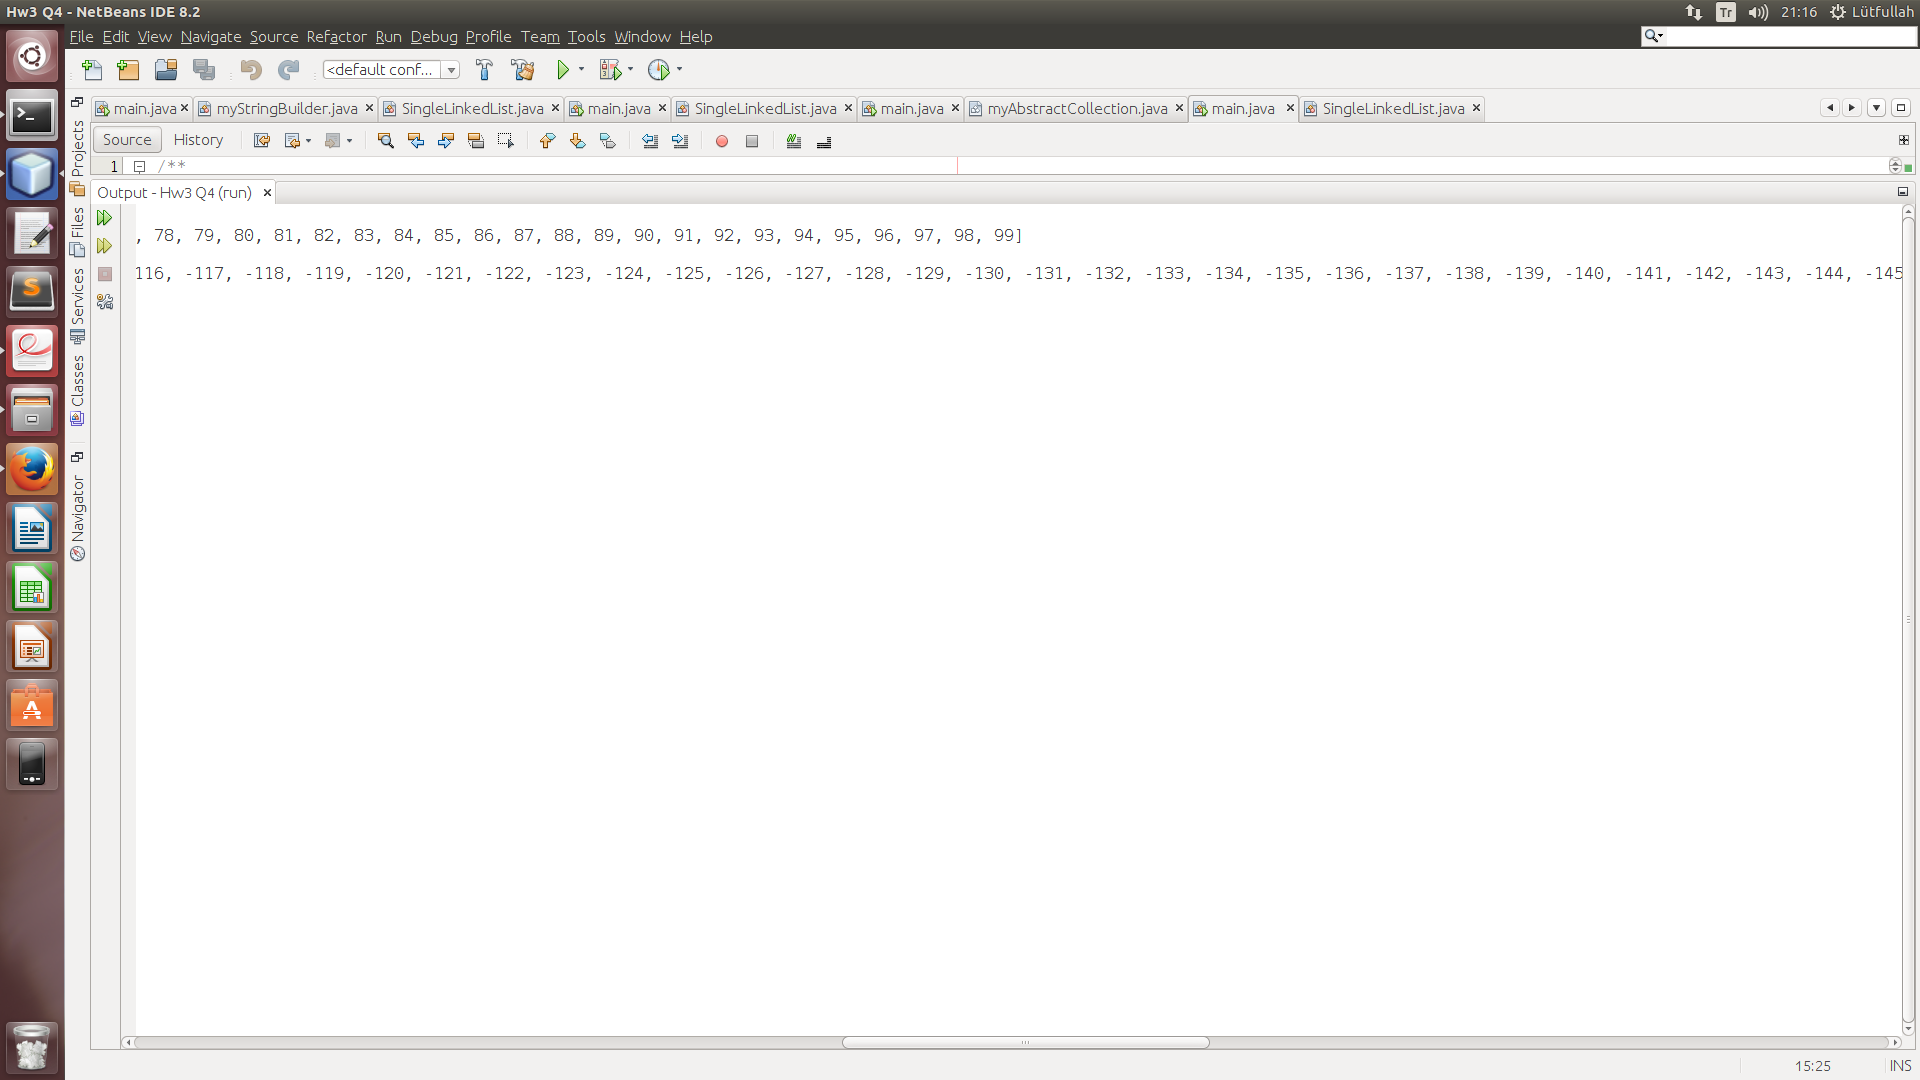 Hw3 Q4 - NetBeans IDE 8.2
Tr 21:16 Lütfullah
File Edit View Navigate Source Refactor Run Debug Profile Team Tools Window Help
<default conf...
main.java myStringBuilder.java SingleLinkedList.java main.java SingleLinkedList.java main.java myAbstractCollection.java main.java SingleLinkedList.java
Source History
1 /**
Output - Hw3 Q4 (run)
, 78, 79, 80, 81, 82, 83, 84, 85, 86, 87, 88, 89, 90, 91, 92, 93, 94, 95, 96, 97, 98, 99]
116, -117, -118, -119, -120, -121, -122, -123, -124, -125, -126, -127, -128, -129, -130, -131, -132, -133, -134, -135, -136, -137, -138, -139, -140, -141, -142, -143, -144, -145
Projects
Files
Services
Classes
Navigator
15:25 INS